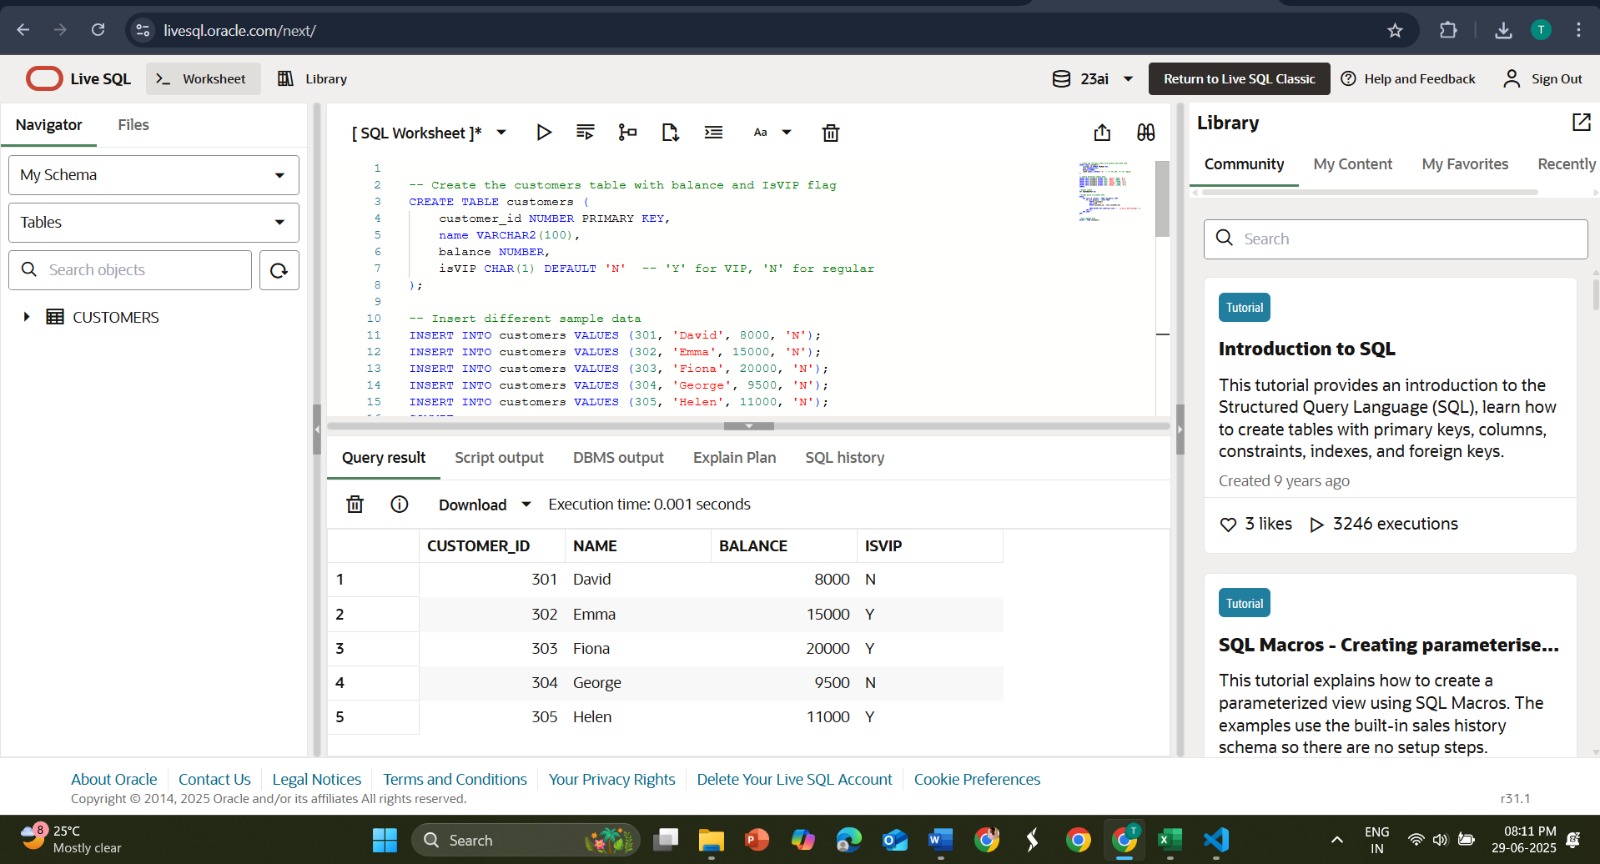 livesql.oracle.com/next/
T
Live SQL
Worksheet
Library
23ai
Return to Live SQL Classic
Help and Feedback
Sign Out
Navigator
Files
My Schema
Tables
Search objects
CUSTOMERS
[ SQL Worksheet ]*
Aa
1
2 -- Create the customers table with balance and IsVIP flag
3 CREATE TABLE customers (
4 customer_id NUMBER PRIMARY KEY,
5 name VARCHAR2(100),
6 balance NUMBER,
7 isVIP CHAR(1) DEFAULT 'N' -- 'Y' for VIP, 'N' for regular
8 );
9
10 -- Insert different sample data
11 INSERT INTO customers VALUES (301, 'David', 8000, 'N');
12 INSERT INTO customers VALUES (302, 'Emma', 15000, 'N');
13 INSERT INTO customers VALUES (303, 'Fiona', 20000, 'N');
14 INSERT INTO customers VALUES (304, 'George', 9500, 'N');
15 INSERT INTO customers VALUES (305, 'Helen', 11000, 'N');
Query result
Script output
DBMS output
Explain Plan
SQL history
Download
Execution time: 0.001 seconds
CUSTOMER_ID NAME BALANCE ISVIP
1 301 David 8000 N
2 302 Emma 15000 Y
3 303 Fiona 20000 Y
4 304 George 9500 N
5 305 Helen 11000 Y
Library
Community
My Content
My Favorites
Recently
Search
Tutorial
Introduction to SQL
This tutorial provides an introduction to the
Structured Query Language (SQL), learn how
to create tables with primary keys, columns,
constraints, indexes, and foreign keys.
Created 9 years ago
3 likes
3246 executions
Tutorial
SQL Macros - Creating parameterise...
This tutorial explains how to create a
parameterized view using SQL Macros. The
examples use the built-in sales history
schema so there are no setup steps.
About Oracle
Contact Us
Legal Notices
Terms and Conditions
Your Privacy Rights
Delete Your Live SQL Account
Cookie Preferences
Copyright © 2014, 2025 Oracle and/or its affiliates All rights reserved.
r31.1
8
25°C
Mostly clear
Search
T
ENG
IN
08:11 PM
29-06-2025